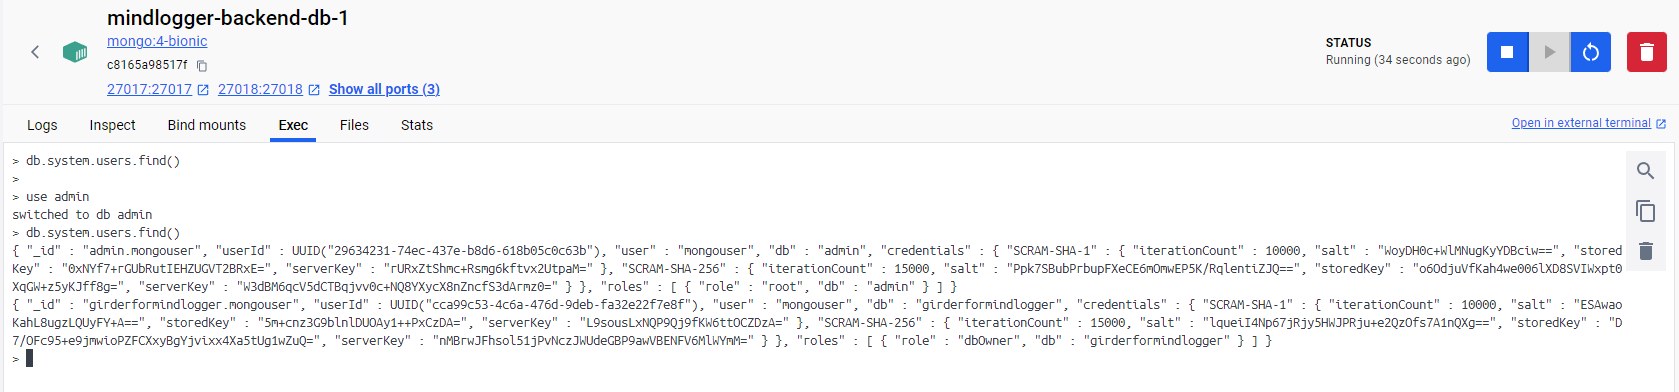 mindlogger-backend-db-1
mongo:4-bionic
c8165a98517f
27017:27017 27018:27018 Show all ports (3)
STATUS
Running (34 seconds ago)
Logs Inspect Bind mounts Exec Files Stats
Open in external terminal
> db.system.users.find()
>
> use admin
switched to db admin
> db.system.users.find()
{ "_id" : "admin.mongouser", "userId" : UUID("29634231-74ec-437e-b8d6-618b05c0c63b"), "user" : "mongouser", "db" : "admin", "credentials" : { "SCRAM-SHA-1" : { "iterationCount" : 10000, "salt" : "WoyDH0c+WlMNugKyYDBciw==", "stored
Key" : "0xNYf7+rGUbRutIEHZUGVT2BRxE=", "serverKey" : "rURxZtShmc+Rsmg6kftvx2UtpaM=" }, "SCRAM-SHA-256" : { "iterationCount" : 15000, "salt" : "Ppk7SBubPrbupFXeCE6mOmwEP5K/RqlentiZJQ==", "storedKey" : "o6OdjuVfKah4we006lXD8SVIWxpt0
XqGW+z5yKJff8g=", "serverKey" : "W3dBM6qcV5dCTBqjvv0c+NQ8YXycX8nZncfS3dArmz0=" } }, "roles" : [ { "role" : "root", "db" : "admin" } ] }
{ "_id" : "girderformindlogger.mongouser", "userId" : UUID("cca99c53-4c6a-476d-9deb-fa32e22f7e8f"), "user" : "mongouser", "db" : "girderformindlogger", "credentials" : { "SCRAM-SHA-1" : { "iterationCount" : 10000, "salt" : "ESAwao
KahL8ugzLQUyFY+A==", "storedKey" : "5m+cnz3G9blnlDUOAy1++PxCzDA=", "serverKey" : "L9sousLxNQP9Qj9fKW6ttOCZDzA=" }, "SCRAM-SHA-256" : { "iterationCount" : 15000, "salt" : "lqueiI4Np67jRjy5HWJPRju+e2QzOfs7A1nQXg==", "storedKey" : "D
7/OFc95+e9jmwioPZFCXxyBgYjvixx4Xa5tUg1wZuQ=", "serverKey" : "nMBrwJFhsol51jPvNczJWUdeGBP9awVBENFV6MlWYmM=" } }, "roles" : [ { "role" : "dbOwner", "db" : "girderformindlogger" } ] }
>